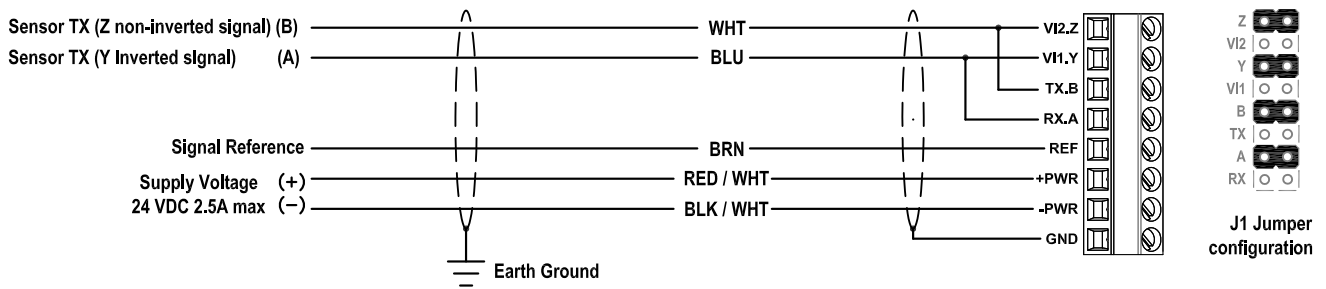 Sensor TX (Z non-inverted signal) (B)
WHT
VI2.Z
Sensor TX (Y Inverted signal) (A)
BLU
VI1.Y
TX.B
RX.A
Signal Reference
BRN
REF
Supply Voltage (+)
RED / WHT
+PWR
24 VDC 2.5A max (−)
BLK / WHT
-PWR
GND
Earth Ground
Z
VI2
Y
VI1
B
TX
A
RX
J1 Jumper
configuration